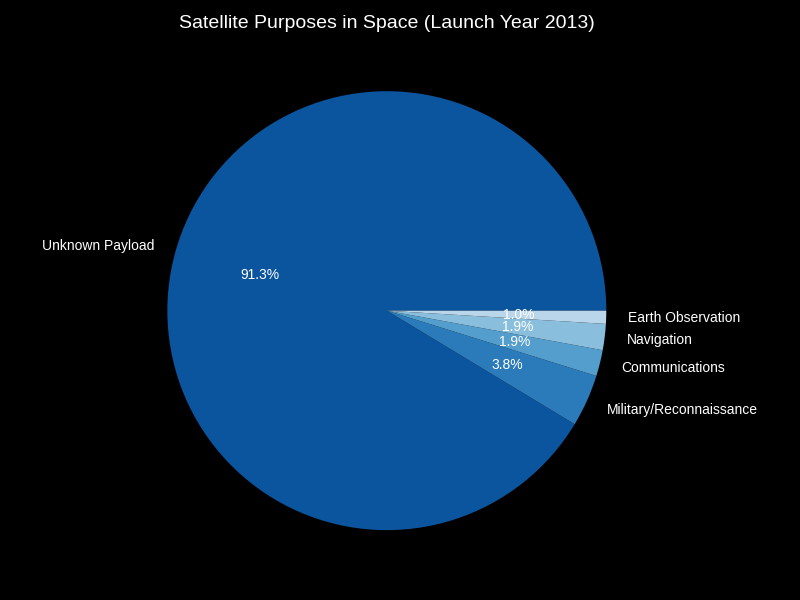 Satellite Purposes in Space (Launch Year 2013)
Unknown Payload
91.3%
1.0%
Earth Observation
1.9%
Navigation
1.9%
Communications
3.8%
Military/Reconnaissance